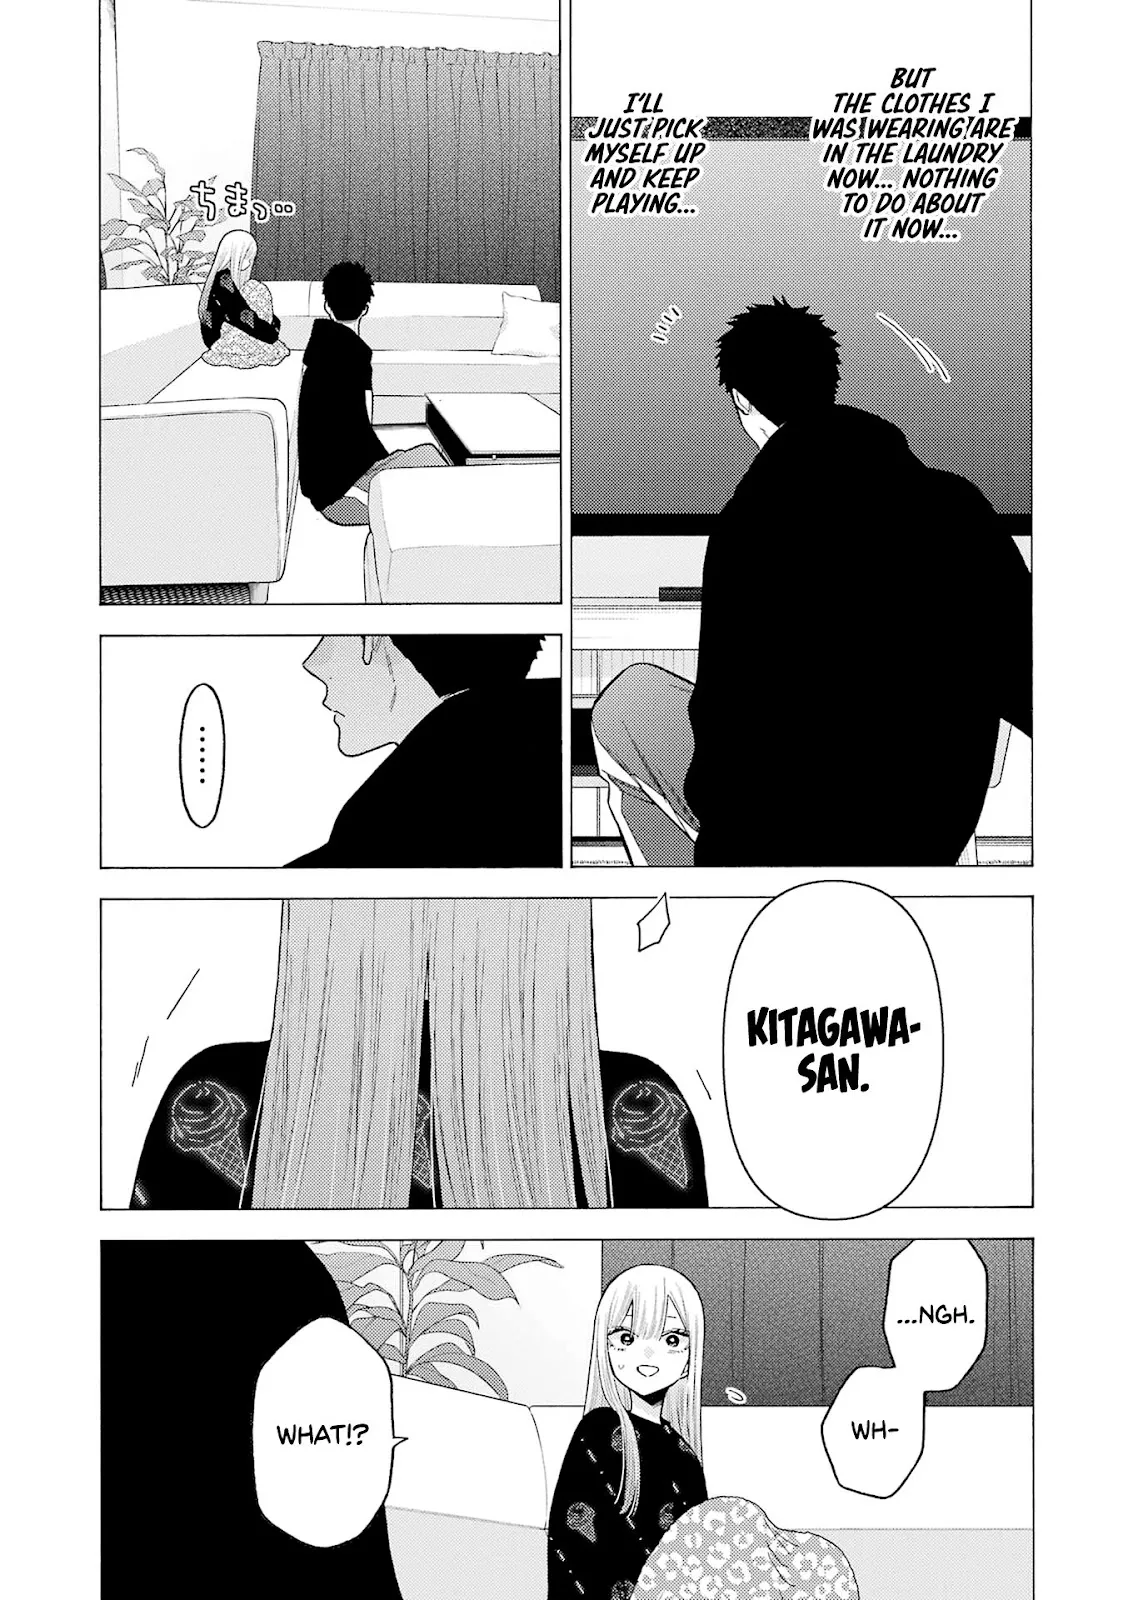 BUT
THE CLOTHES I
WAS WEARING ARE
IN THE LAUNDRY
NOW... NOTHING
TO DO ABOUT
IT NOW...
I'LL
JUST PICK
MYSELF UP
AND KEEP
PLAYING...
ちまっ‥
........
KITAGAWA-
SAN.
...NGH.
WH-
WHAT!?